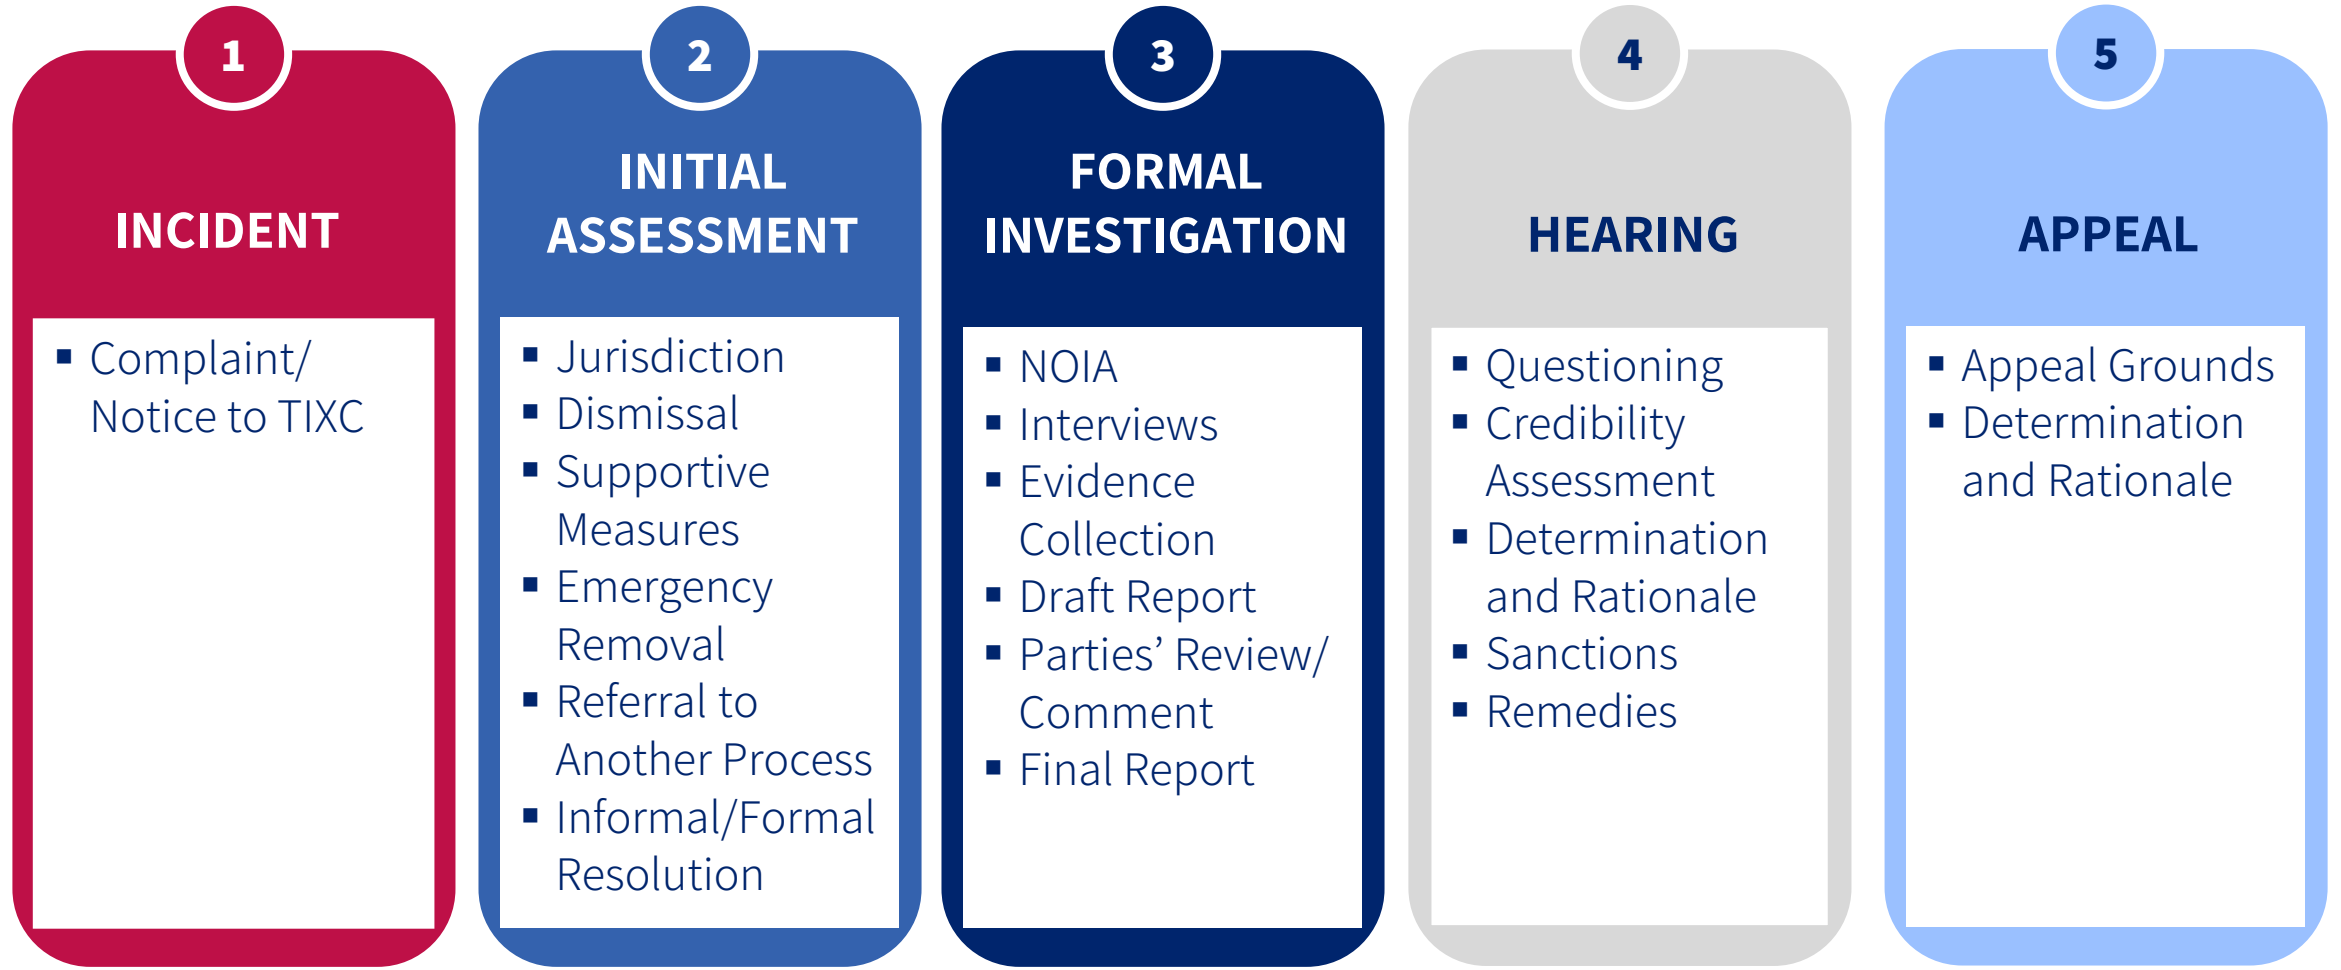 1
INCIDENT
▪ Complaint/
Notice to TIXC
2
INITIAL
ASSESSMENT
▪ Jurisdiction
▪ Dismissal
▪ Supportive
Measures
▪ Emergency
Removal
▪ Referral to
Another Process
▪ Informal/Formal
Resolution
3
FORMAL
INVESTIGATION
▪ NOIA
▪ Interviews
▪ Evidence
Collection
▪ Draft Report
▪ Parties’ Review/
Comment
▪ Final Report
4
HEARING
▪ Questioning
▪ Credibility
Assessment
▪ Determination
and Rationale
▪ Sanctions
▪ Remedies
5
APPEAL
▪ Appeal Grounds
▪ Determination
and Rationale